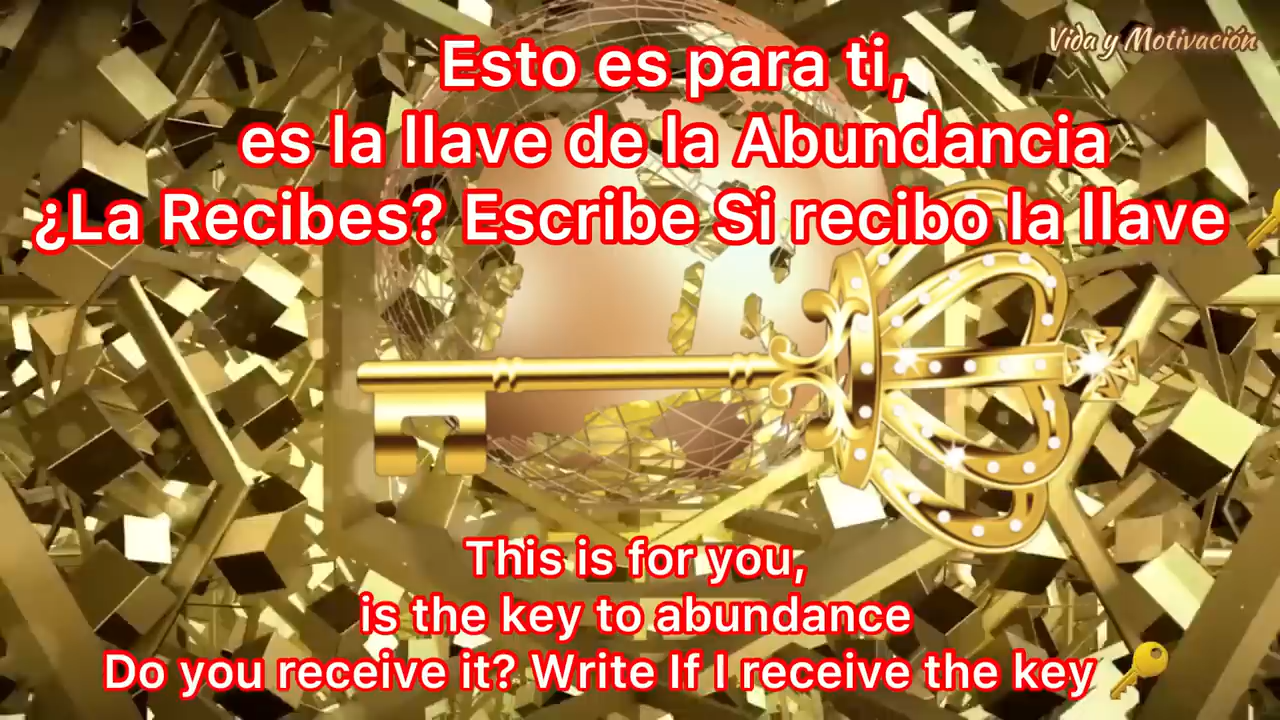 Vida y Motivación
Esto es para ti,
es la llave de la Abundancia
¿La Recibes? Escribe Si recibo la llave
This is for you,
is the key to abundance
Do you receive it? Write If I receive the key